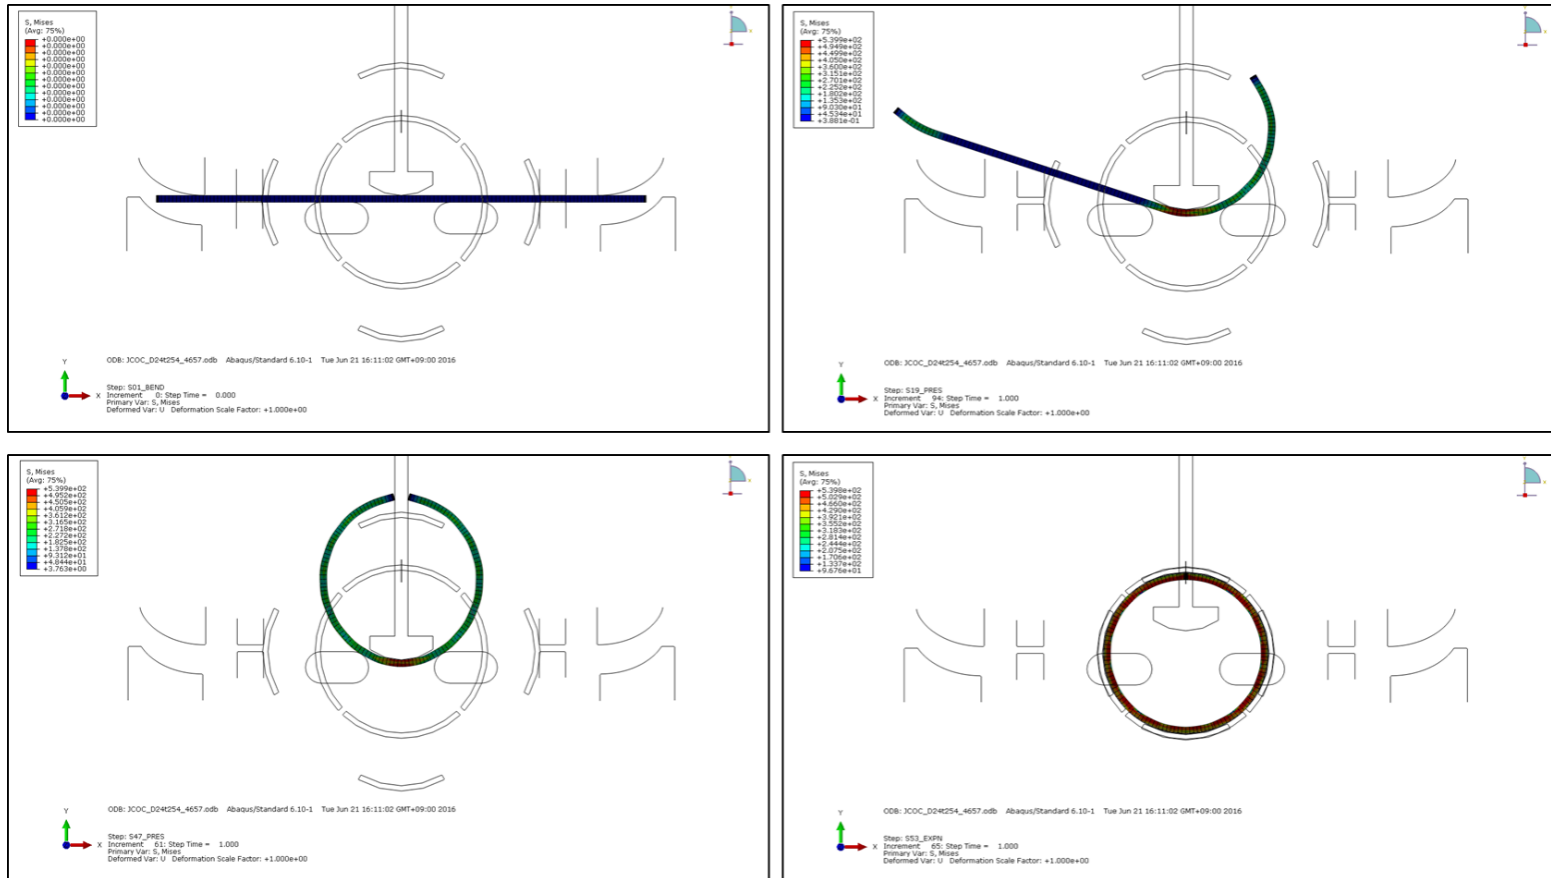 S, Mises
(Avg: 75%)
+0.000e+00
+0.000e+00
+0.000e+00
+0.000e+00
+0.000e+00
+0.000e+00
+0.000e+00
+0.000e+00
+0.000e+00
+0.000e+00
+0.000e+00
+0.000e+00
+0.000e+00
ODB: JCOC_D24t254_4657.odb Abaqus/Standard 6.10-1 Tue Jun 21 16:11:02 GMT+09:00 2016
Y
X
Step: S01_BEND
Increment 0: Step Time = 0.000
Primary Var: S, Mises
Deformed Var: U Deformation Scale Factor: +1.000e+00
S, Mises
(Avg: 75%)
+5.399e+02
+4.949e+02
+4.499e+02
+4.050e+02
+3.600e+02
+3.151e+02
+2.701e+02
+2.252e+02
+1.802e+02
+1.353e+02
+9.030e+01
+4.534e+01
+3.881e-01
ODB: JCOC_D24t254_4657.odb Abaqus/Standard 6.10-1 Tue Jun 21 16:11:02 GMT+09:00 2016
Y
X
Step: S19_PRES
Increment 94: Step Time = 1.000
Primary Var: S, Mises
Deformed Var: U Deformation Scale Factor: +1.000e+00
S, Mises
(Avg: 75%)
+5.399e+02
+4.952e+02
+4.505e+02
+4.059e+02
+3.612e+02
+3.165e+02
+2.718e+02
+2.272e+02
+1.825e+02
+1.378e+02
+9.312e+01
+4.844e+01
+3.763e+00
ODB: JCOC_D24t254_4657.odb Abaqus/Standard 6.10-1 Tue Jun 21 16:11:02 GMT+09:00 2016
Y
X
Step: S47_PRES
Increment 61: Step Time = 1.000
Primary Var: S, Mises
Deformed Var: U Deformation Scale Factor: +1.000e+00
S, Mises
(Avg: 75%)
+5.398e+02
+5.029e+02
+4.660e+02
+4.290e+02
+3.921e+02
+3.552e+02
+3.183e+02
+2.814e+02
+2.444e+02
+2.075e+02
+1.706e+02
+1.337e+02
+9.676e+01
ODB: JCOC_D24t254_4657.odb Abaqus/Standard 6.10-1 Tue Jun 21 16:11:02 GMT+09:00 2016
Y
X
Step: S53_EXPN
Increment 65: Step Time = 1.000
Primary Var: S, Mises
Deformed Var: U Deformation Scale Factor: +1.000e+00